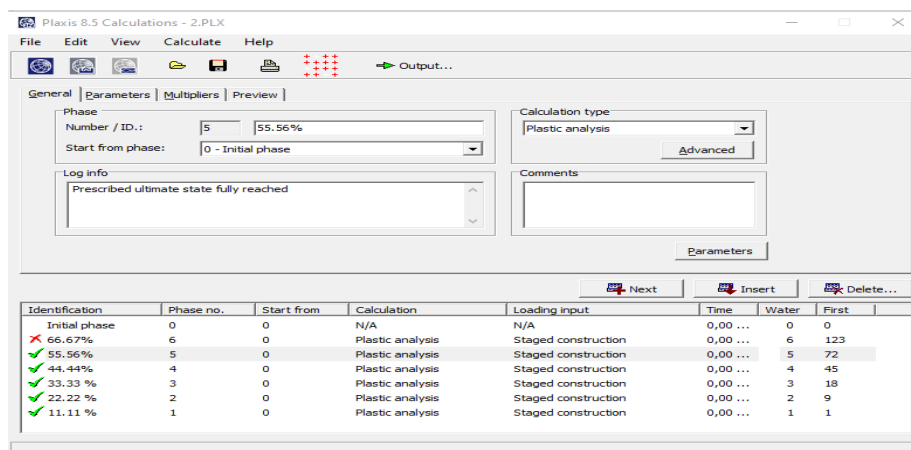 Plaxis 8.5 Calculations - 2.PLX
File Edit View Calculate Help
Output...
General Parameters Multipliers Preview
Phase
Number / ID.: 5 55.56%
Start from phase: 0 - Initial phase
Calculation type
Plastic analysis
Advanced
Log info
Prescribed ultimate state fully reached
Comments
Parameters
Next Insert Delete...
Identification Phase no. Start from Calculation Loading input Time Water First
Initial phase 0 0 N/A N/A 0,00 ... 0 0
66.67% 6 0 Plastic analysis Staged construction 0,00 ... 6 123
55.56% 5 0 Plastic analysis Staged construction 0,00 ... 5 72
44.44% 4 0 Plastic analysis Staged construction 0,00 ... 4 45
33.33 % 3 0 Plastic analysis Staged construction 0,00 ... 3 18
22.22 % 2 0 Plastic analysis Staged construction 0,00 ... 2 9
11.11 % 1 0 Plastic analysis Staged construction 0,00 ... 1 1